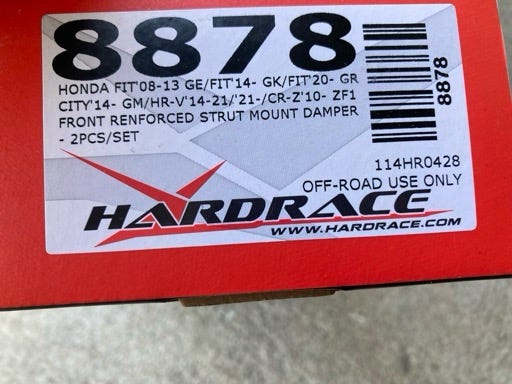 8878
HONDA FIT'08-13 GE/FIT'14- GK/FIT'20- GR
CITY'14- GM/HR-V'14-21/'21-/CR-Z'10- ZF1
FRONT RENFORCED STRUT MOUNT DAMPER
- 2PCS/SET
8878
114HR0428
OFF-ROAD USE ONLY
HARDRACE
WWW.HARDRACE.COM